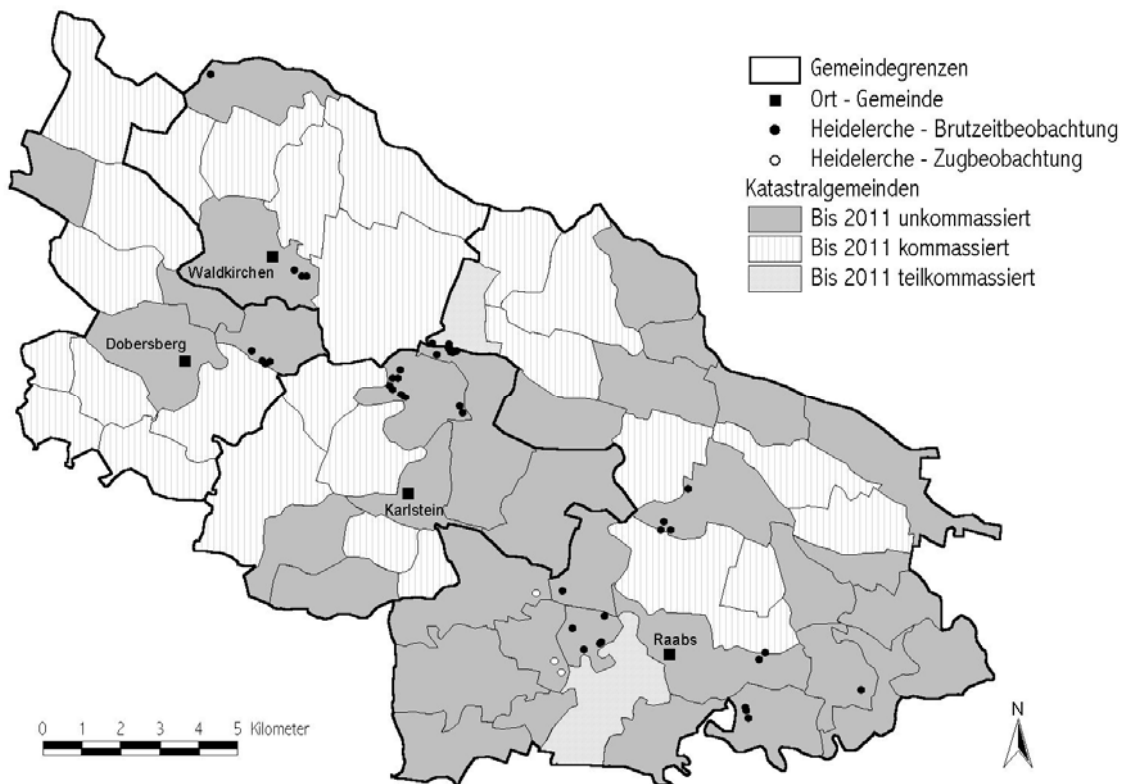 Gemeindegrenzen
Ort - Gemeinde
Heidelerche - Brutzeitbeobachtung
Heidelerche - Zugbeobachtung
Katastralgemeinden
Bis 2011 unkommassiert
Bis 2011 kommassiert
Bis 2011 teilkommassiert
Waldkirchen
Dobersberg
Karlstein
Raabs
0 1 2 3 4 5 Kilometer
N